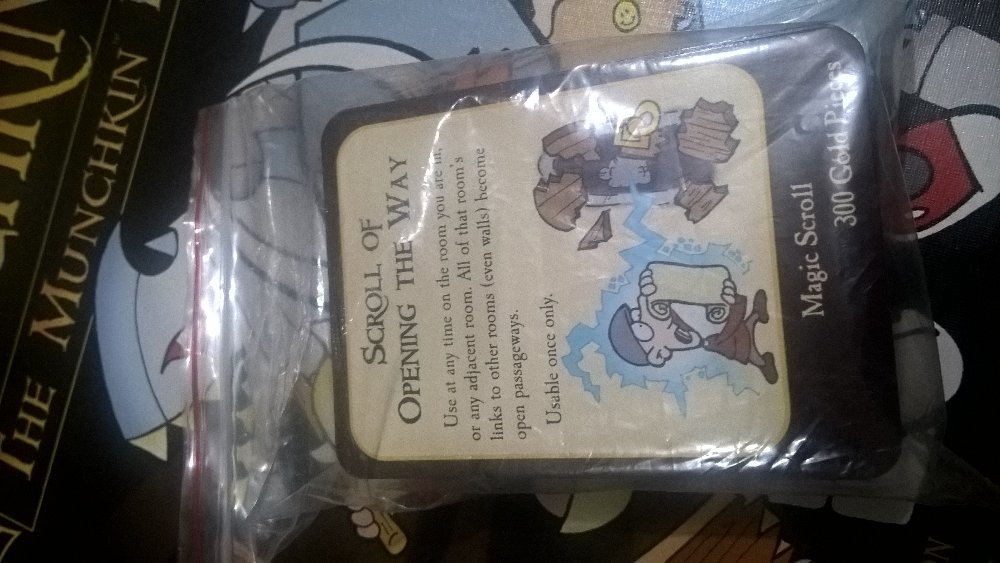 THE MUNCHKIN
SCROLL OF
OPENING THE WAY
Use at any time on the room you are in,
or any adjacent room. All of that room's
links to other rooms (even walls) become
open passageways.
Usable once only.
Magic Scroll
300 Gold Pieces